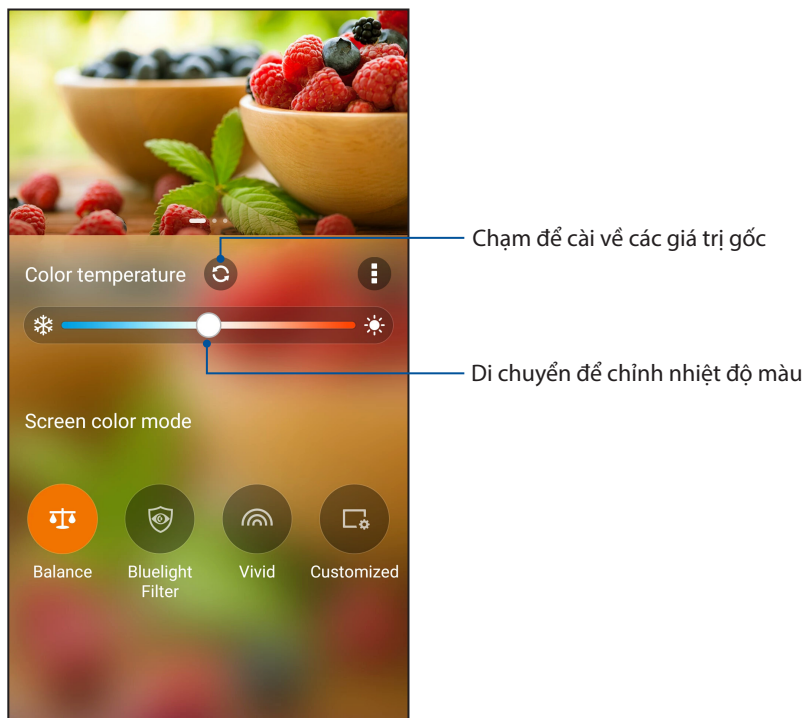 Chạm để cài về các giá trị gốc
Color temperature
Di chuyển để chỉnh nhiệt độ màu
Screen color mode
Balance
Bluelight
Filter
Vivid
Customized